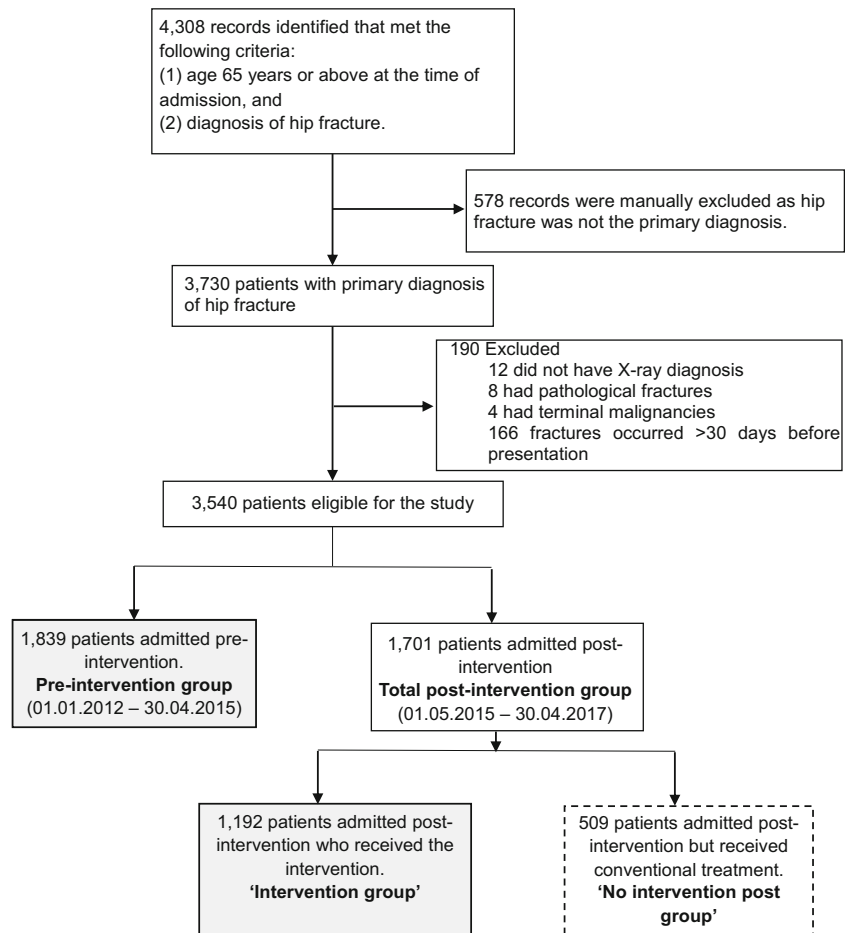 4,308 records identified that met the
following criteria:
(1) age 65 years or above at the time of
admission, and
(2) diagnosis of hip fracture.
578 records were manually excluded as hip
fracture was not the primary diagnosis.
3,730 patients with primary diagnosis
of hip fracture
190 Excluded
12 did not have X-ray diagnosis
8 had pathological fractures
4 had terminal malignancies
166 fractures occurred >30 days before
presentation
3,540 patients eligible for the study
1,839 patients admitted pre-
intervention.
Pre-intervention group
(01.01.2012 – 30.04.2015)
1,701 patients admitted post-
intervention
Total post-intervention group
(01.05.2015 – 30.04.2017)
1,192 patients admitted post-
intervention who received the
intervention.
‘Intervention group’
509 patients admitted post-
intervention but received
conventional treatment.
‘No intervention post
group’